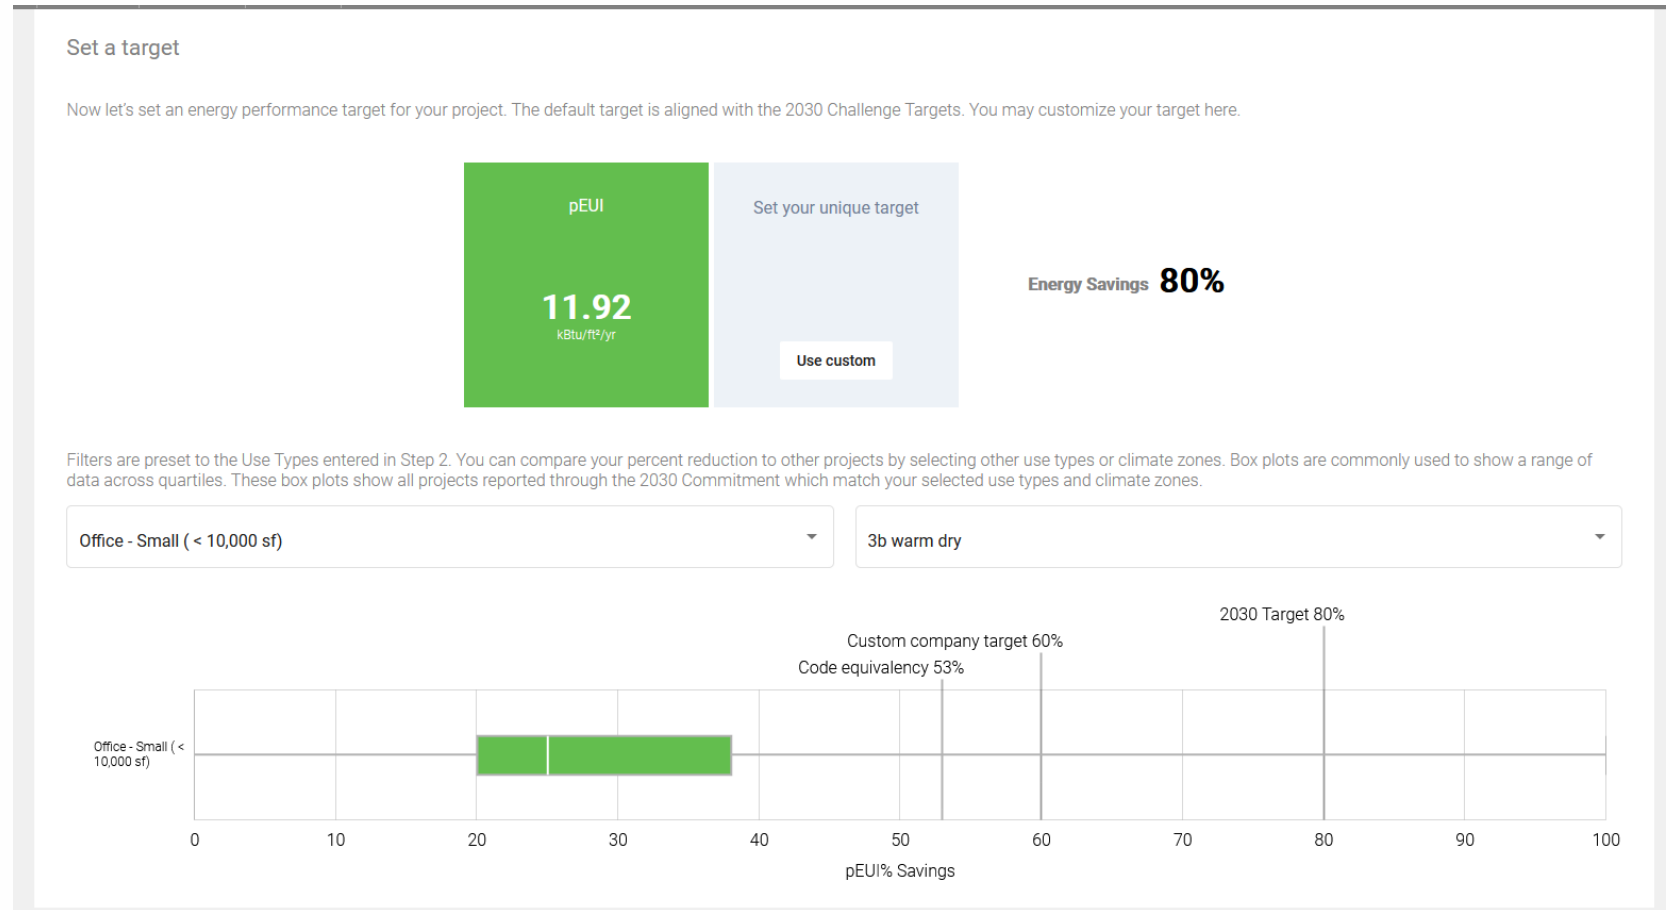 Set a target
Now let's set an energy performance target for your project. The default target is aligned with the 2030 Challenge Targets. You may customize your target here.
pEUI
11.92
kBtu/ft²/yr
Set your unique target
Use custom
Energy Savings 80%
Filters are preset to the Use Types entered in Step 2. You can compare your percent reduction to other projects by selecting other use types or climate zones. Box plots are commonly used to show a range of
data across quartiles. These box plots show all projects reported through the 2030 Commitment which match your selected use types and climate zones.
Office - Small ( < 10,000 sf)
3b warm dry
2030 Target 80%
Custom company target 60%
Code equivalency 53%
Office - Small ( <
10,000 sf)
0 10 20 30 40 50 60 70 80 90 100
pEUI% Savings